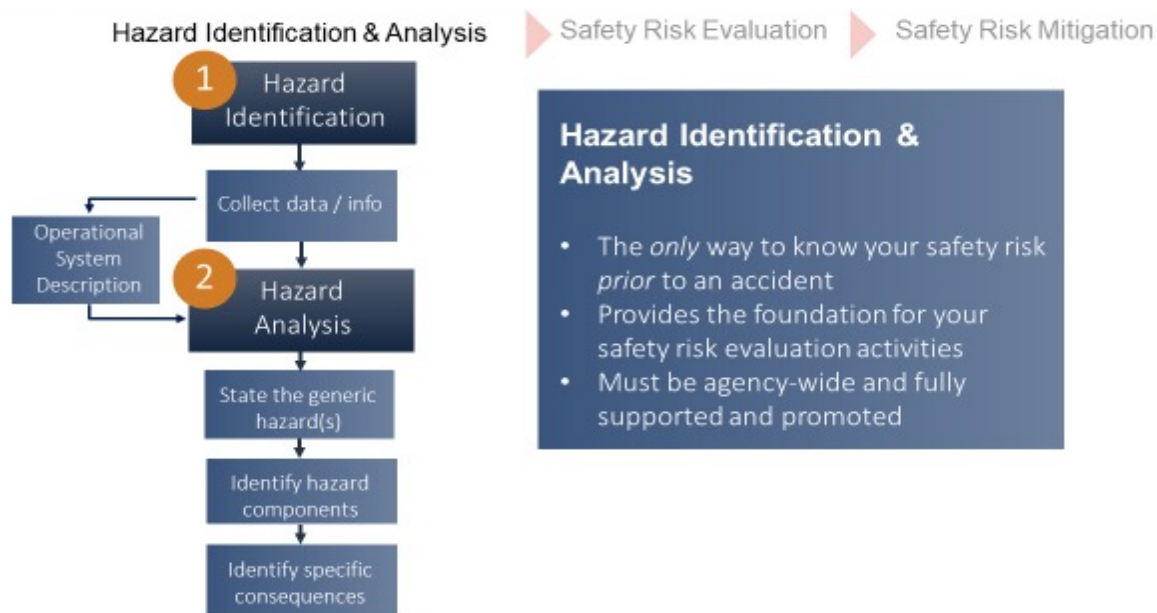 Hazard Identification & Analysis
Safety Risk Evaluation
Safety Risk Mitigation
1
Hazard
Identification
Collect data / info
Operational
System
Description
2
Hazard
Analysis
State the generic
hazard(s)
Identify hazard
components
Identify specific
consequences
Hazard Identification &
Analysis
• The only way to know your safety risk
prior to an accident
• Provides the foundation for your
safety risk evaluation activities
• Must be agency-wide and fully
supported and promoted